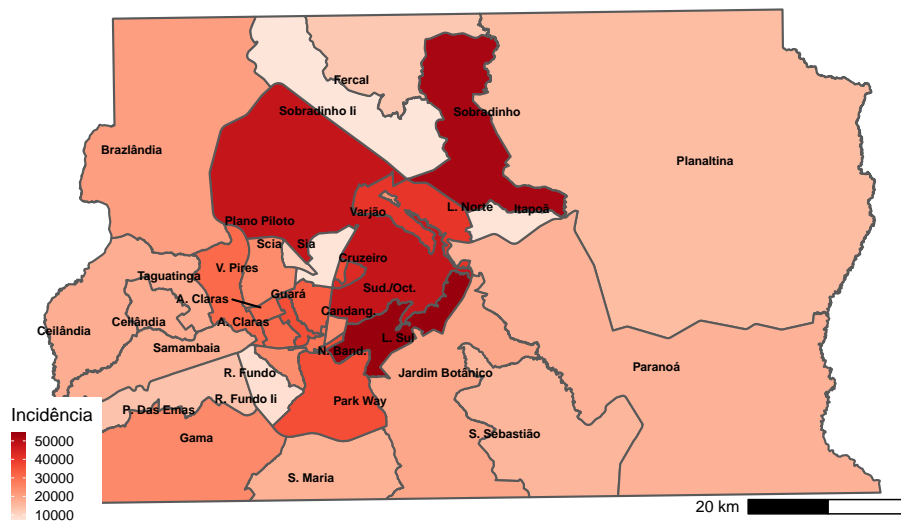 Fercal
Sobradinho Ii
Sobradinho
Brazlândia
Planaltina
Plano Piloto
Varjão
L. Norte
Itapoã
Scia
Sia
Cruzeiro
Taguatinga
V. Pires
Guará
Sud./Oct.
A. Claras
Candang.
Ceilândia
Ceilândia
A. Claras
L. Sul
Samambaia
N. Band.
R. Fundo
Jardim Botânico
Paranoá
R. Fundo Ii
Park Way
P. Das Emas
Gama
S. Sebastião
S. Maria
Incidência
50000
40000
30000
20000
10000
20 km